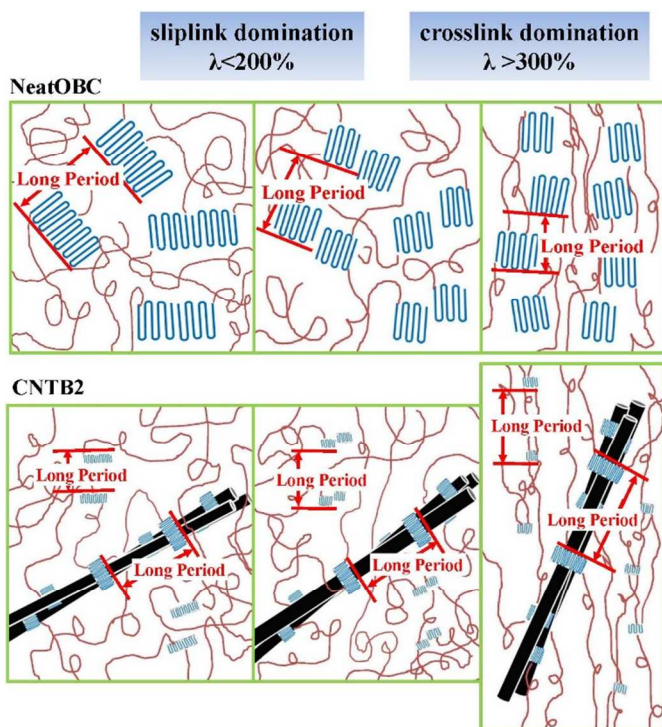 sliplink domination
λ<200%
crosslink domination
λ >300%
NeatOBC
Long Period
Long Period
Long Period
CNTB2
Long Period
Long Period
Long Period
Long Period
Long Period
Long Period